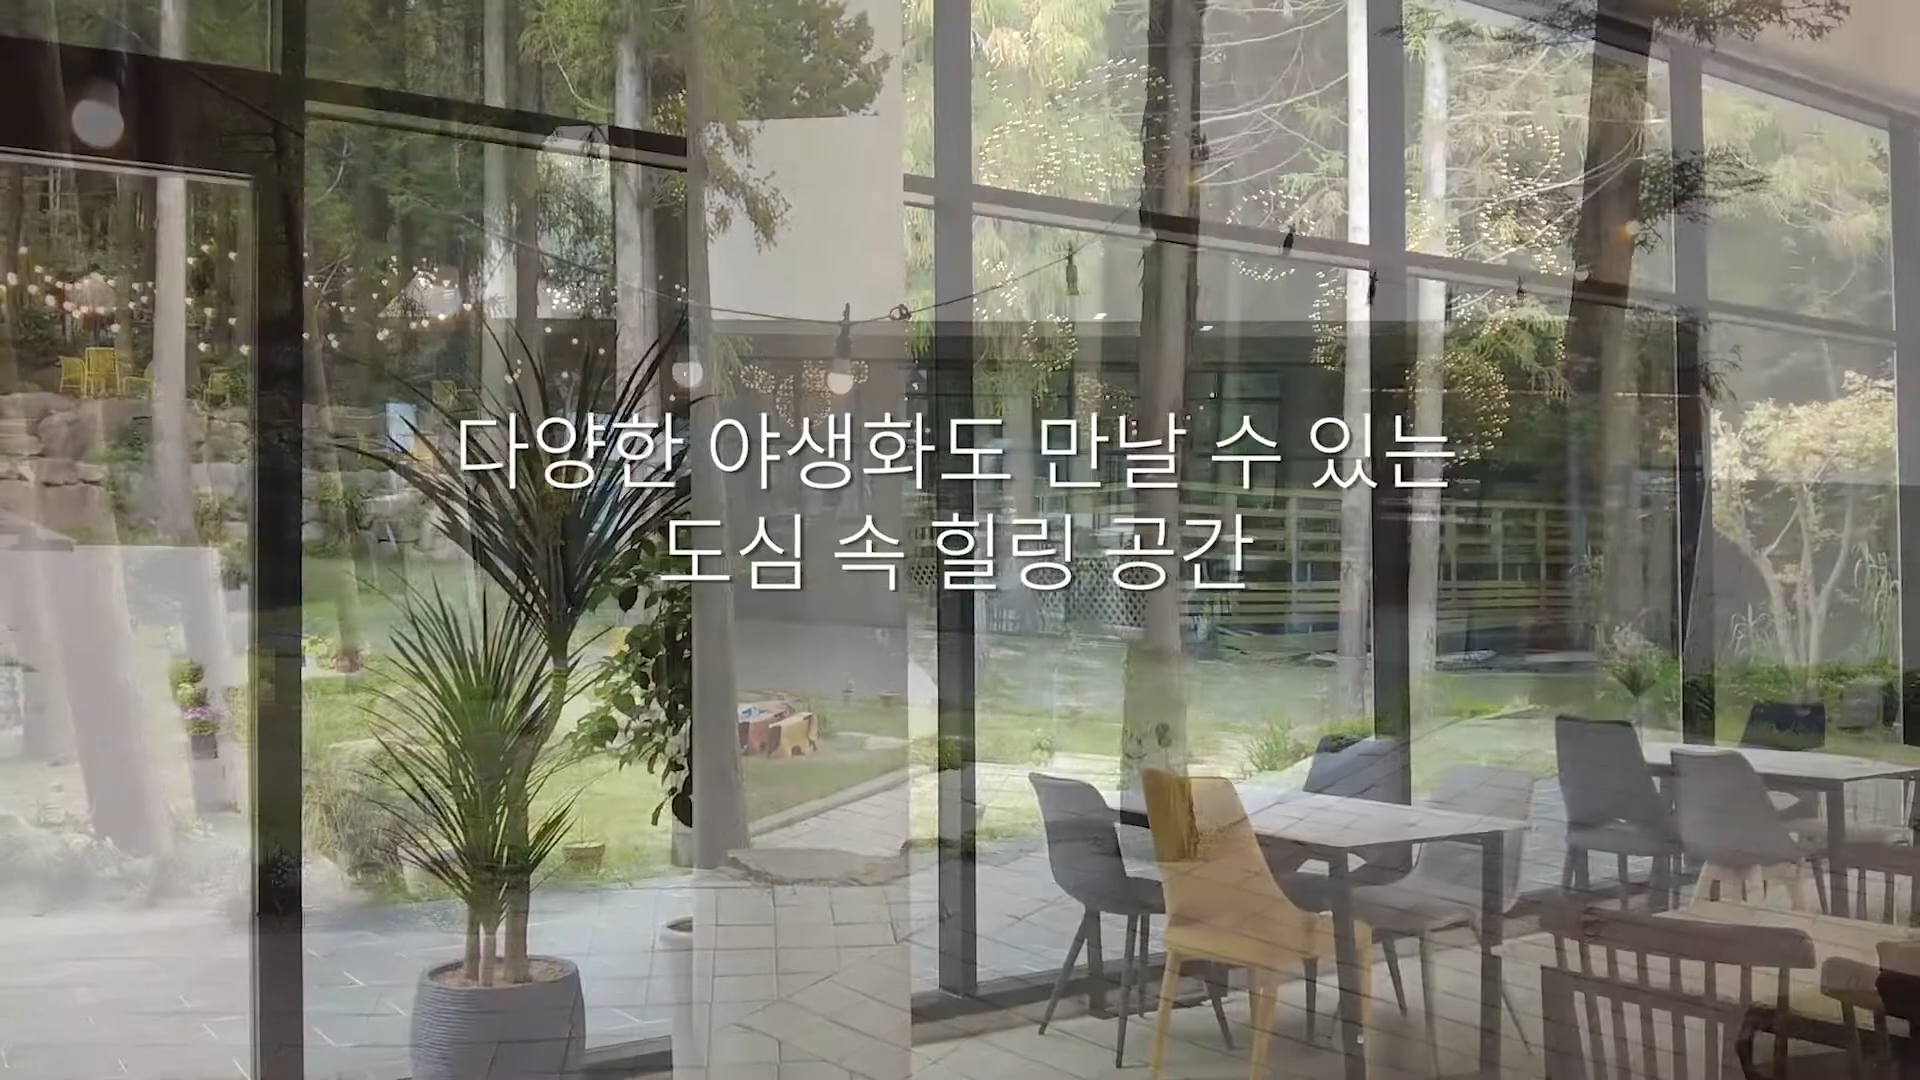 다양한 야생화도 만날 수 있는
도심 속 힐링 공간